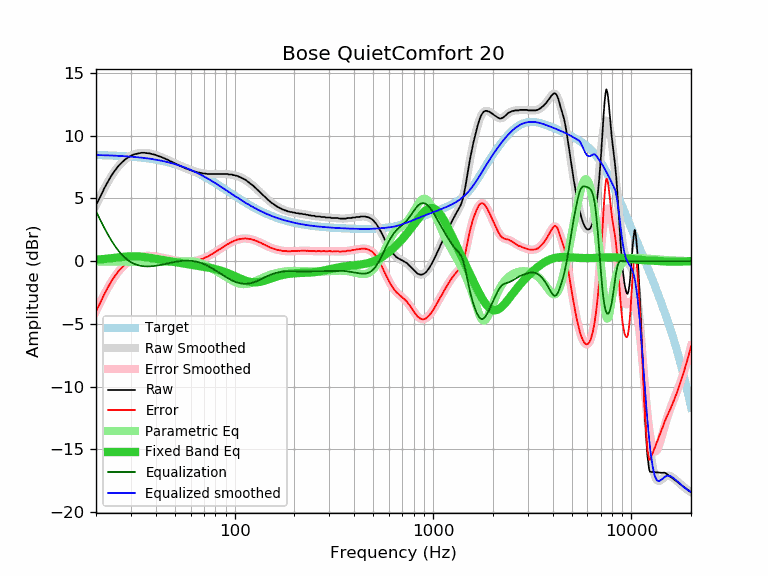 Bose QuietComfort 20
15
10
5
0
−5
−10
−15
−20
Amplitude (dBr)
Target
Raw Smoothed
Error Smoothed
Raw
Error
Parametric Eq
Fixed Band Eq
Equalization
Equalized smoothed
100
1000
10000
Frequency (Hz)